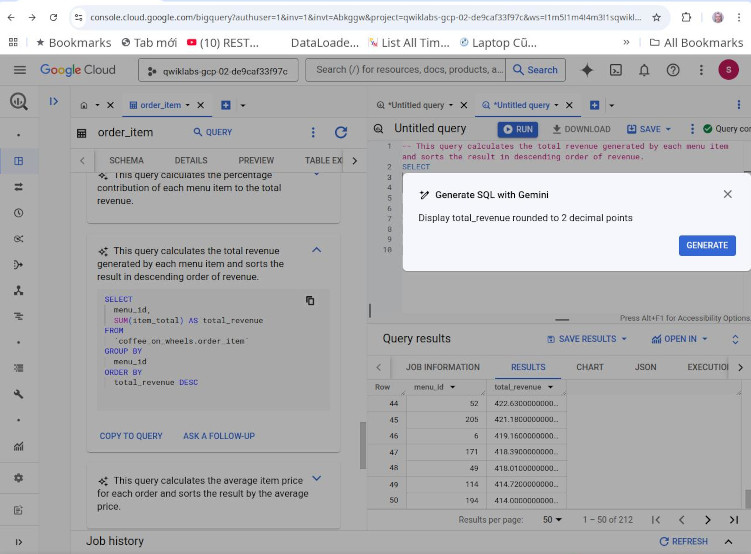 console.cloud.google.com/bigquery?authuser=1&inv=1&invt=Abkggw&project=qwiklabs-gcp-02-de9caf33f97c&ws=!1m5!1m4!4m3!1sqwikl...
Bookmarks
Tab mới
(10) REST...
DataLoade...
List All Tim...
Laptop Cũ...
»
All Bookmarks
Google Cloud
qwiklabs-gcp-02-de9caf33f97c
Search (/) for resources, docs, products, a...
Search
S
order_item
*Untitled query
*Untitled query
order_item
QUERY
Untitled query
RUN
DOWNLOAD
SAVE
Query cor
SCHEMA
DETAILS
PREVIEW
TABLE EX
This query calculates the percentage
contribution of each menu item to the total
revenue.
This query calculates the total revenue
generated by each menu item and sorts the
result in descending order of revenue.
SELECT
menu_id,
SUM(item_total) AS total_revenue
FROM
`coffee_on_wheels.order_item`
GROUP BY
menu_id
ORDER BY
total_revenue DESC
COPY TO QUERY
ASK A FOLLOW-UP
This query calculates the average item price
for each order and sorts the result by the average
price.
1 -- This query calculates the total revenue generated by each menu item
and sorts the result in descending order of revenue.
2 SELECT
3
4
5
6
7
8
9
10
Generate SQL with Gemini
Display total_revenue rounded to 2 decimal points
GENERATE
Press Alt+F1 for Accessibility Options.
Query results
SAVE RESULTS
OPEN IN
JOB INFORMATION
RESULTS
CHART
JSON
EXECUTIO
Row menu_id total_revenue
44 52 422.6300000000...
45 205 421.1800000000...
46 6 419.1600000000...
47 171 418.3900000000...
48 49 418.0100000000...
49 114 414.7200000000...
50 194 414.0000000000...
Results per page: 50 1 – 50 of 212
Job history
REFRESH